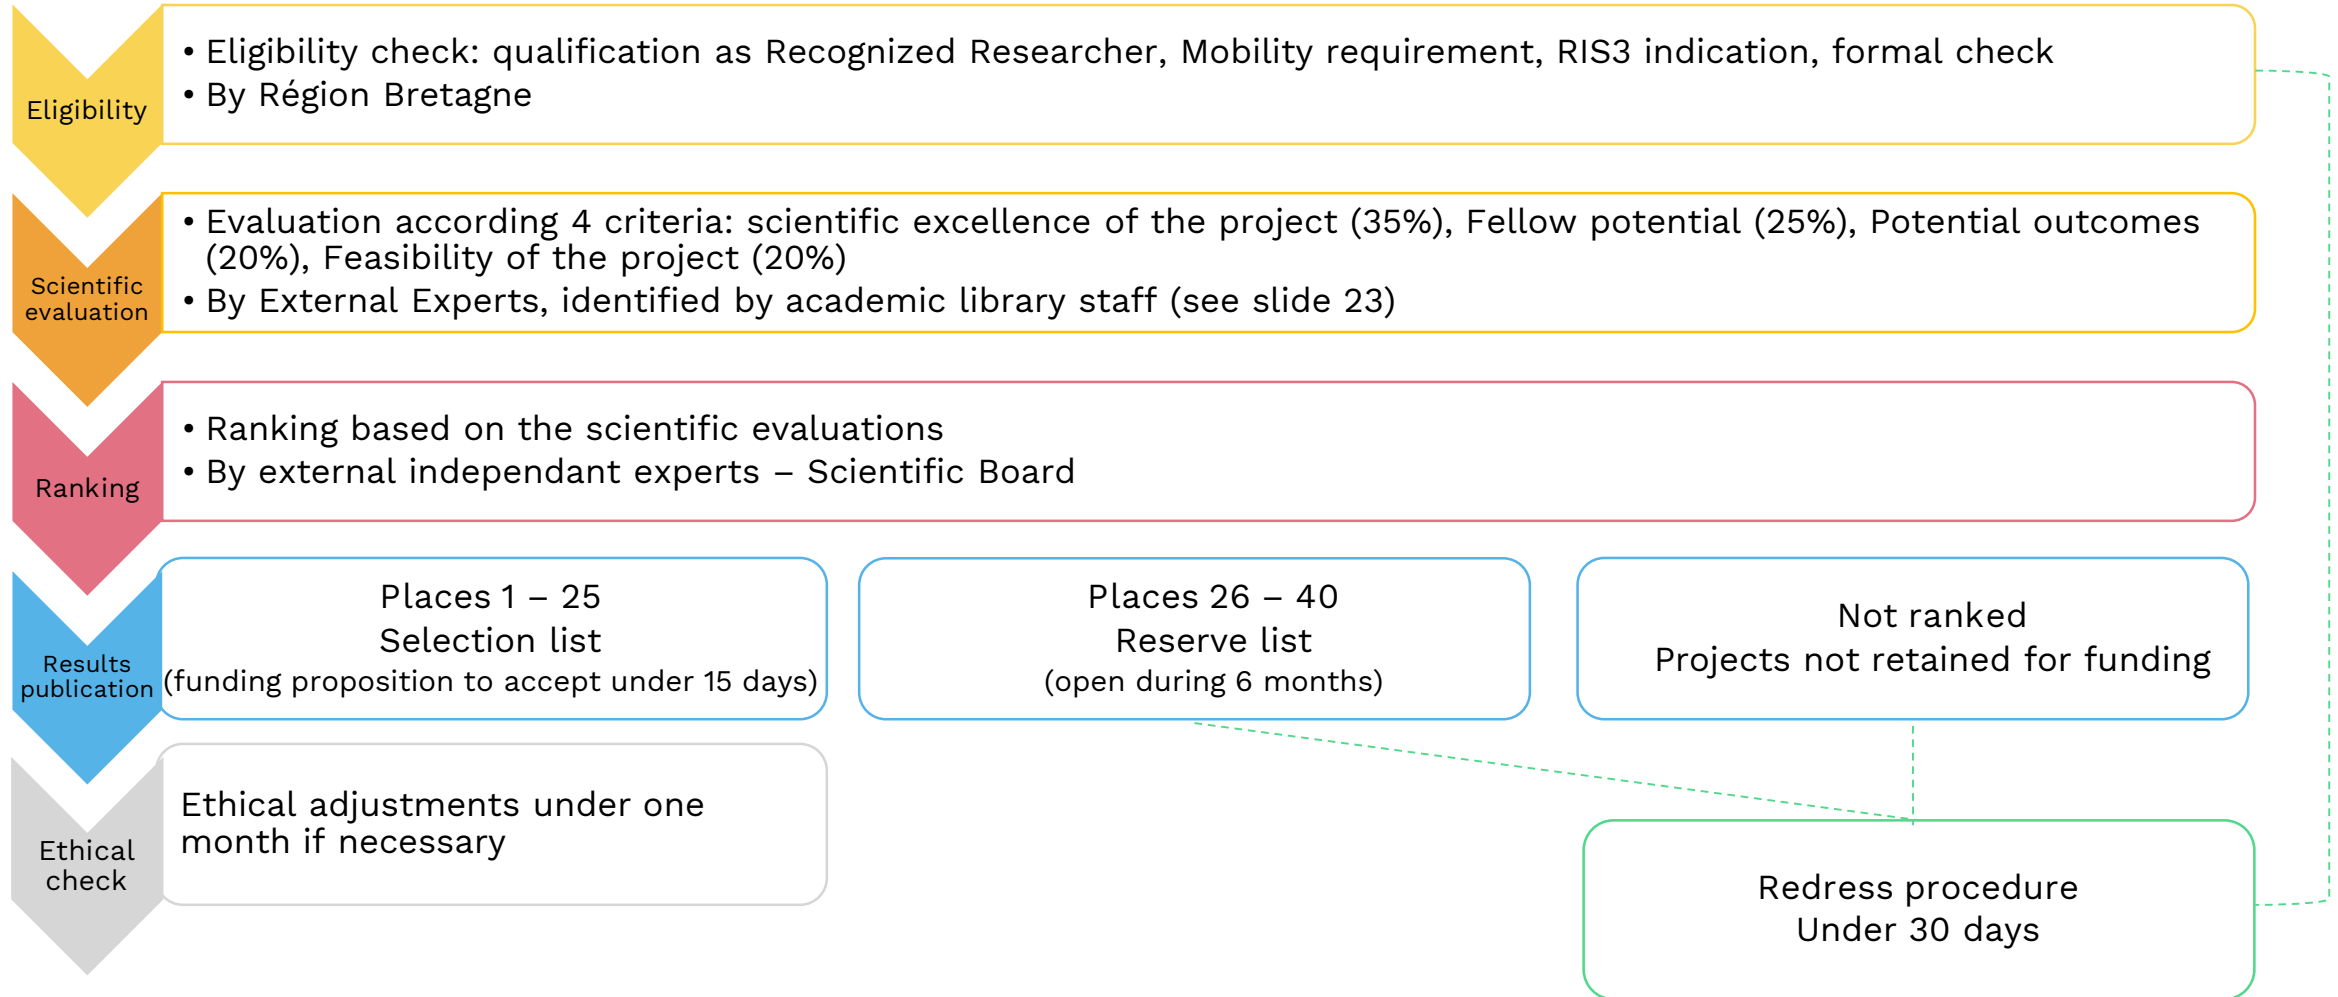 Eligibility
• Eligibility check: qualification as Recognized Researcher, Mobility requirement, RIS3 indication, formal check
• By Région Bretagne
Scientific
evaluation
• Evaluation according 4 criteria: scientific excellence of the project (35%), Fellow potential (25%), Potential outcomes
(20%), Feasibility of the project (20%)
• By External Experts, identified by academic library staff (see slide 23)
Ranking
• Ranking based on the scientific evaluations
• By external independant experts – Scientific Board
Results
publication
Places 1 – 25
Selection list
(funding proposition to accept under 15 days)
Places 26 – 40
Reserve list
(open during 6 months)
Not ranked
Projects not retained for funding
Ethical
check
Ethical adjustments under one
month if necessary
Redress procedure
Under 30 days